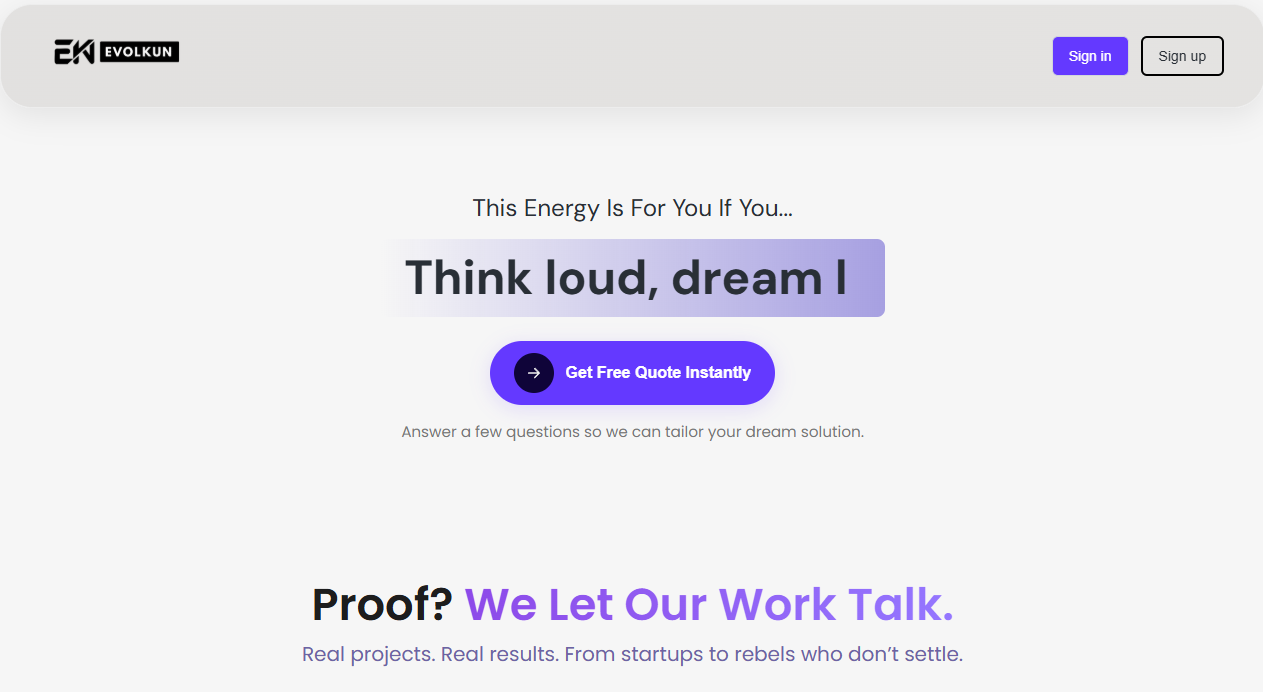 EK EVOLKUN
Sign in
Sign up
This Energy Is For You If You...
Think loud, dream l
Get Free Quote Instantly
Answer a few questions so we can tailor your dream solution.
Proof? We Let Our Work Talk.
Real projects. Real results. From startups to rebels who don’t settle.